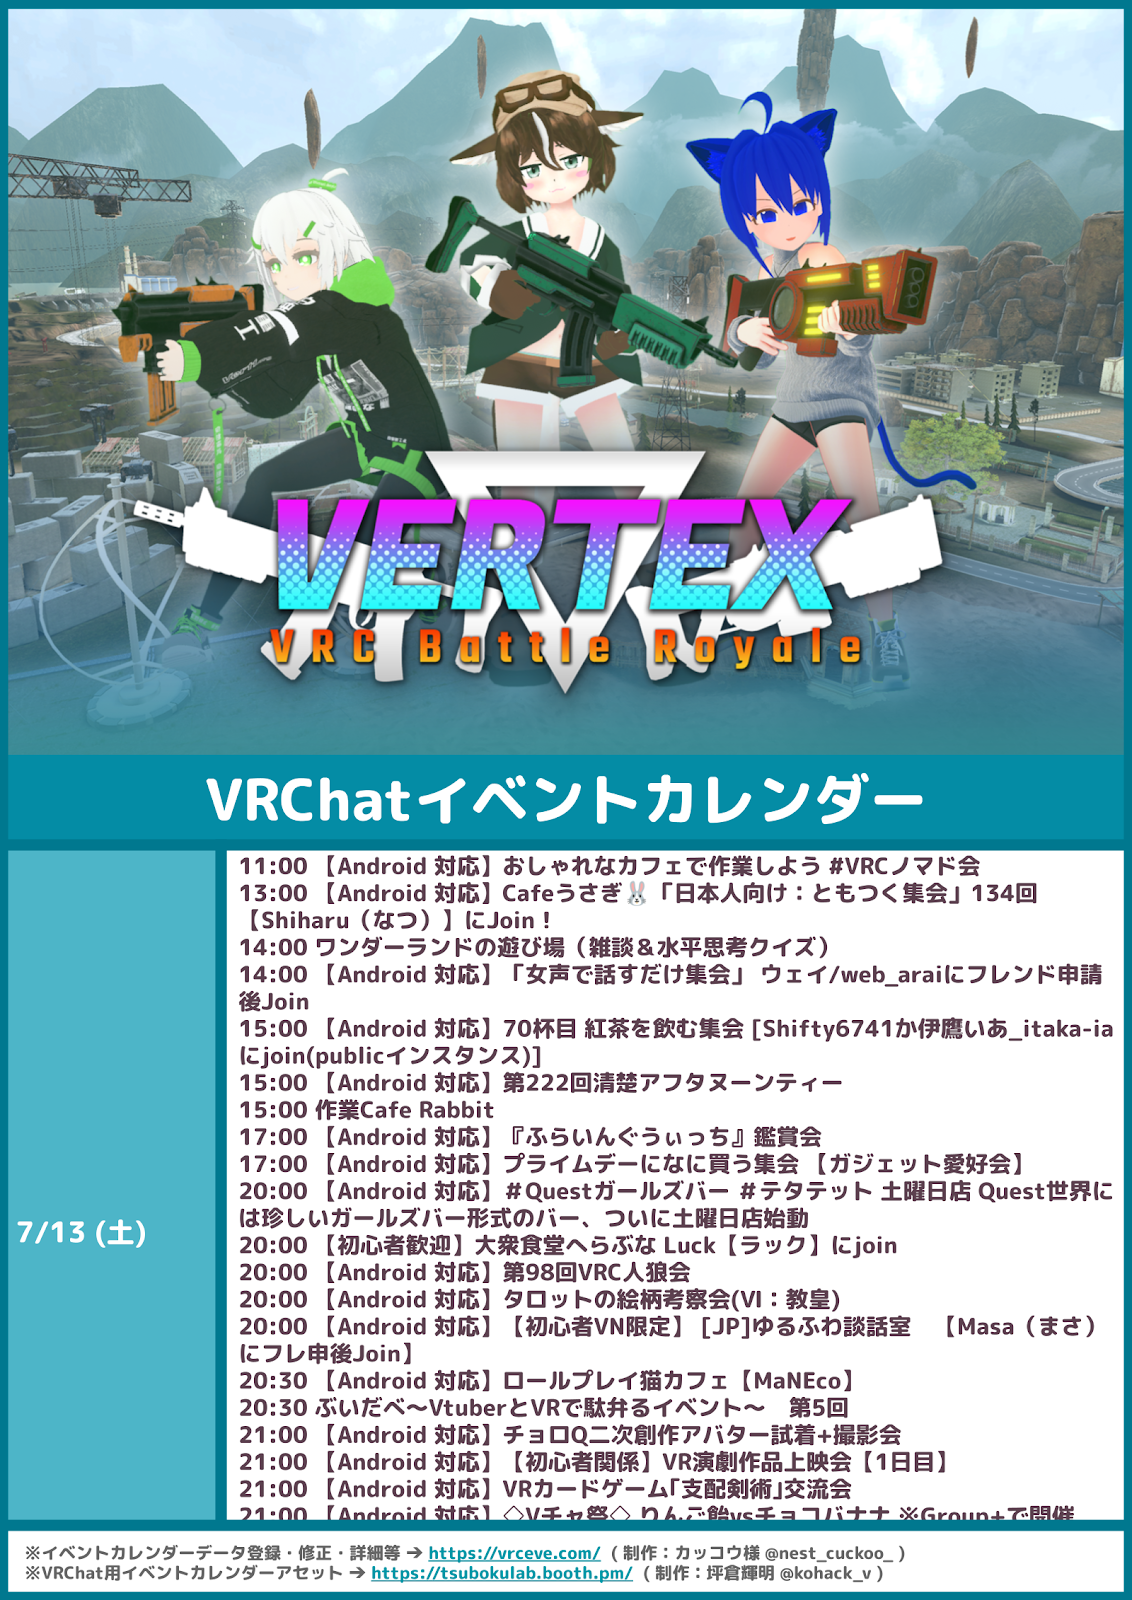 VERTEX
VRC Battle Royale
VRChatイベントカレンダー
7/13 (土)
11:00 【Android 対応】おしゃれなカフェで作業しよう #VRCノマド会
13:00 【Android 対応】Cafeうさぎ🐰「日本人向け：ともつく集会」134回
【Shiharu（なつ）】にJoin！
14:00 ワンダーランドの遊び場（雑談＆水平思考クイズ）
14:00 【Android 対応】「女声で話すだけ集会」 ウェイ/web_araiにフレンド申請
後Join
15:00 【Android 対応】70杯目 紅茶を飲む集会 [Shifty6741か伊鷹いあ_itaka-ia
にjoin(publicインスタンス)]
15:00 【Android 対応】第222回清楚アフタヌーンティー
15:00 作業Cafe Rabbit
17:00 【Android 対応】『ふらいんぐうぃっち』鑑賞会
17:00 【Android 対応】プライムデーになに買う集会 【ガジェット愛好会】
20:00 【Android 対応】＃Questガールズバー ＃テタテット 土曜日店 Quest世界に
は珍しいガールズバー形式のバー、ついに土曜日店始動
20:00 【初心者歓迎】大衆食堂へらぶな Luck【ラック】にjoin
20:00 【Android 対応】第98回VRC人狼会
20:00 【Android 対応】タロットの絵柄考察会(Ⅵ：教皇)
20:00 【Android 対応】【初心者VN限定】 [JP]ゆるふわ談話室　【Masa（まさ）
にフレ申後Join】
20:30 【Android 対応】ロールプレイ猫カフェ【MaNEco】
20:30 ぶいだべ～VtuberとVRで駄弁るイベント～　第5回
21:00 【Android 対応】チョロQ二次創作アバター試着+撮影会
21:00 【Android 対応】【初心者関係】VR演劇作品上映会【1日目】
21:00 【Android 対応】VRカードゲーム｢支配剣術｣交流会
21:00 【Android 対応】◇Vチャ祭◇ りんご飴vsチョコバナナ ※Group+で開催
※イベントカレンダーデータ登録・修正・詳細等 ➔ https://vrceve.com/ ( 制作：カッコウ様 @nest_cuckoo_ )
※VRChat用イベントカレンダーアセット ➔ https://tsubokulab.booth.pm/ ( 制作：坪倉輝明 @kohack_v )